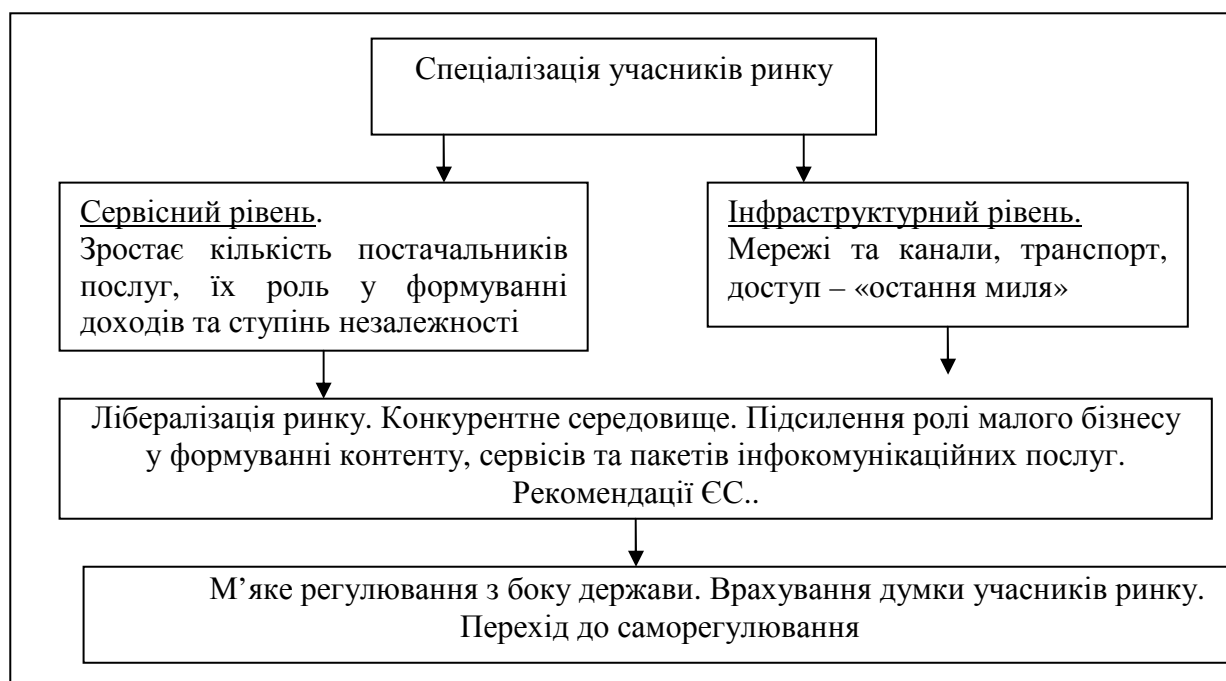 Спеціалізація учасників ринку
Сервісний рівень.
Зростає кількість постачальників
послуг, їх роль у формуванні
доходів та ступінь незалежності
Інфраструктурний рівень.
Мережі та канали, транспорт,
доступ – «остання миля»
Лібералізація ринку. Конкурентне середовище. Підсилення ролі малого бізнесу
у формуванні контенту, сервісів та пакетів інфокомунікаційних послуг.
Рекомендації ЄС..
М’яке регулювання з боку держави. Врахування думки учасників ринку.
Перехід до саморегулювання